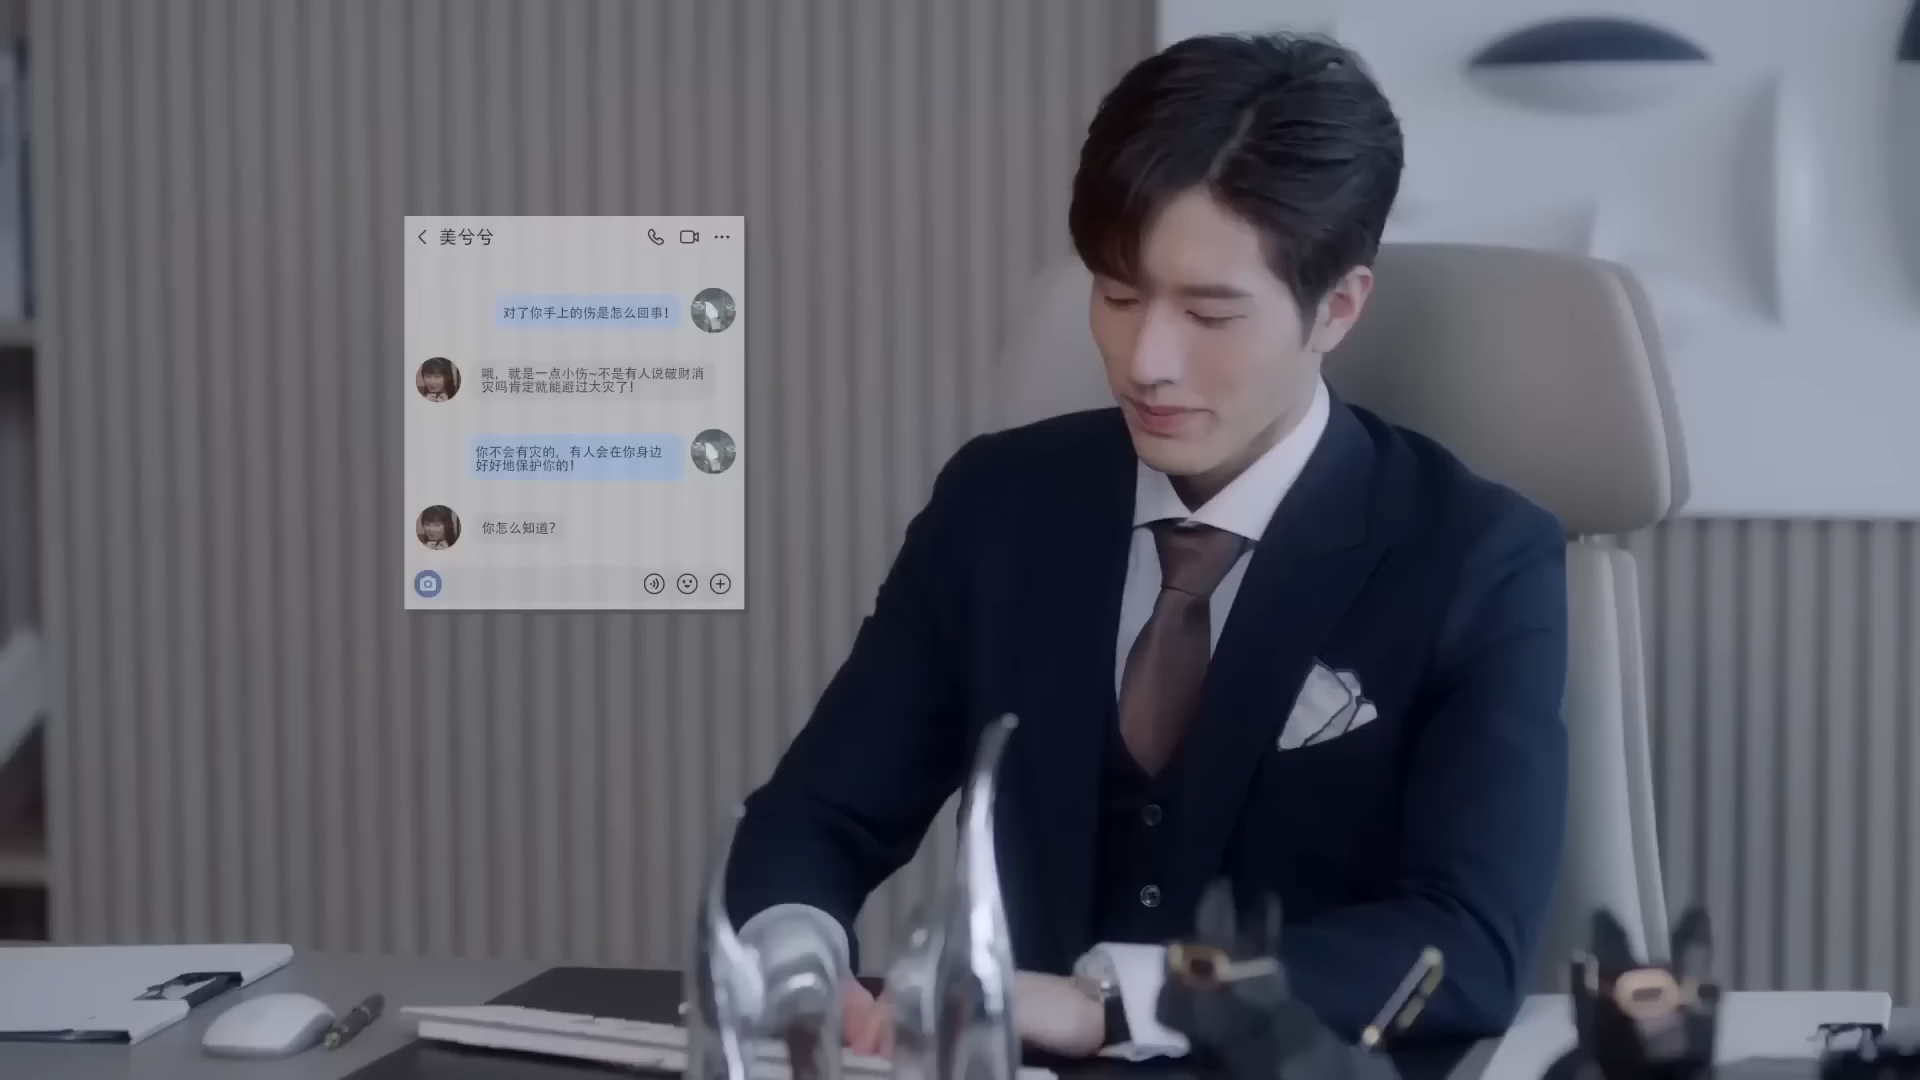 美兮兮
对了你手上的伤是怎么回事!
哦，就是一点小伤~不是有人说破财消
灾吗肯定就能避过大灾了!
你不会有灾的，有人会在你身边
好好地保护你的!
你怎么知道?